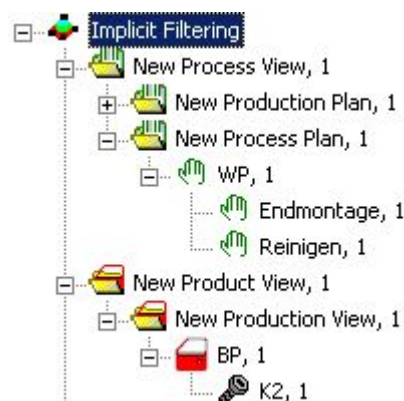 Implicit Filtering
New Process View, 1
New Production Plan, 1
New Process Plan, 1
WP, 1
Endmontage, 1
Reinigen, 1
New Product View, 1
New Production View, 1
BP, 1
K2, 1